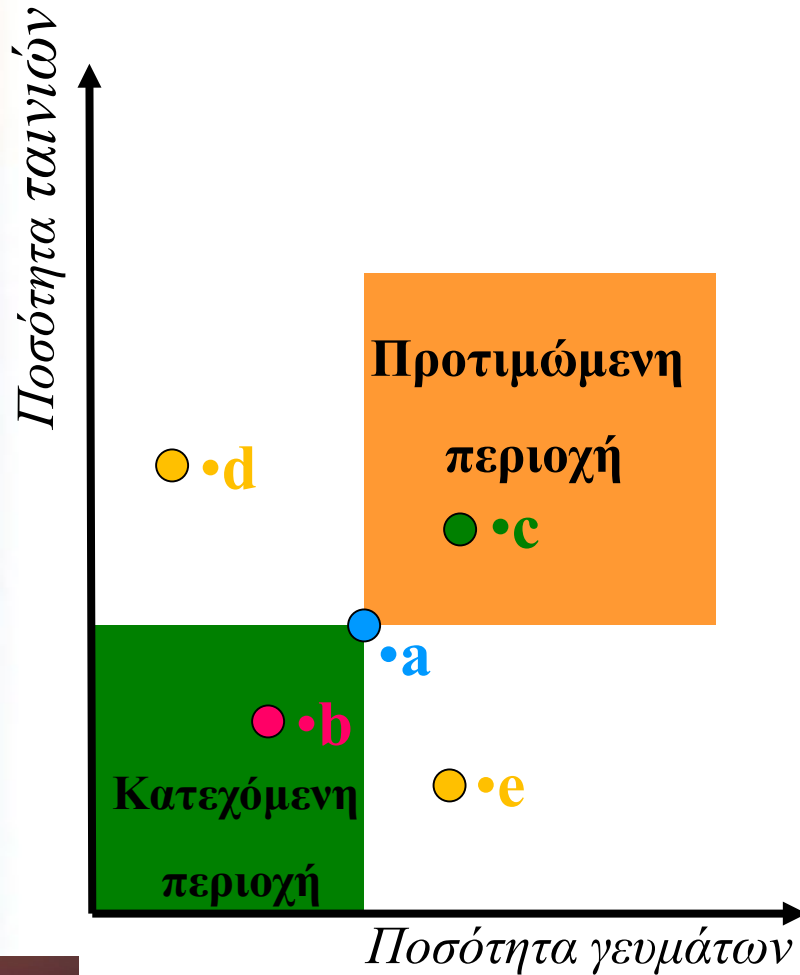 Ποσότητα ταινιών
Προτιμώμενη
περιοχή
•d
•c
•a
•b
•e
Κατεχόμενη
περιοχή
Ποσότητα γευμάτων